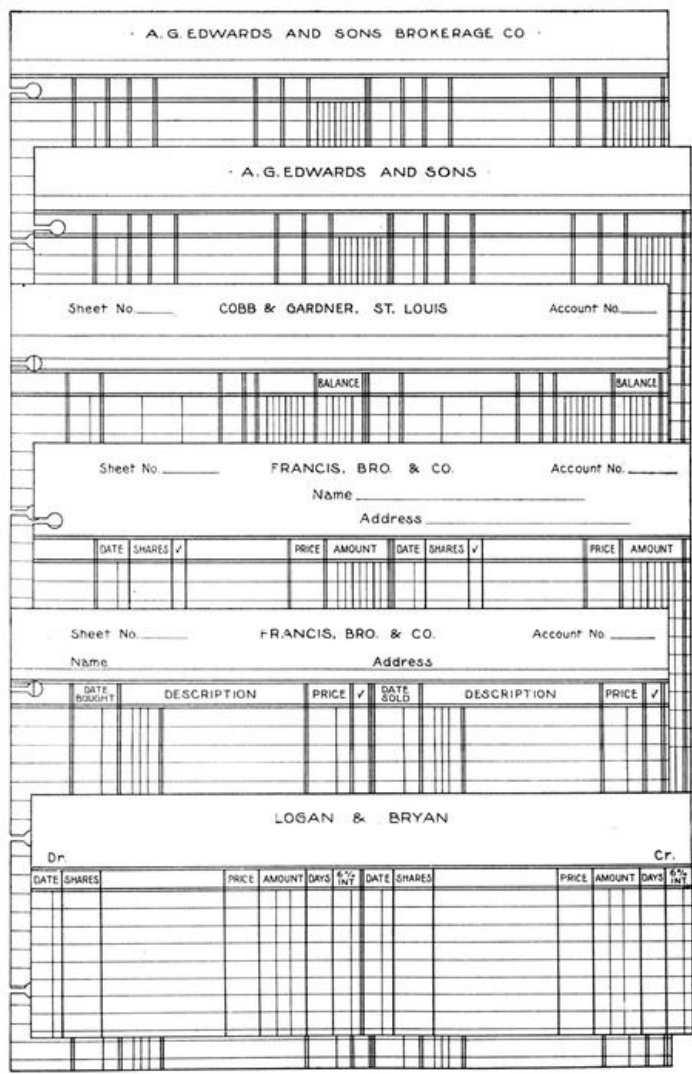 · A. G. EDWARDS AND SONS BROKERAGE CO ·
· A. G. EDWARDS AND SONS ·
Sheet No. COBB & GARDNER, ST. LOUIS Account No.
BALANCE BALANCE
Sheet No. FRANCIS, BRO. & CO. Account No.
Name
Address
DATE SHARES ✓ PRICE AMOUNT DATE SHARES ✓ PRICE AMOUNT
Sheet No. FRANCIS, BRO. & CO. Account No.
Name Address
DATE BOUGHT DESCRIPTION PRICE ✓ DATE SOLD DESCRIPTION PRICE ✓
LOGAN & BRYAN
Dr. Cr.
DATE SHARES PRICE AMOUNT DAYS 6% INT DATE SHARES PRICE AMOUNT DAYS 6% INT